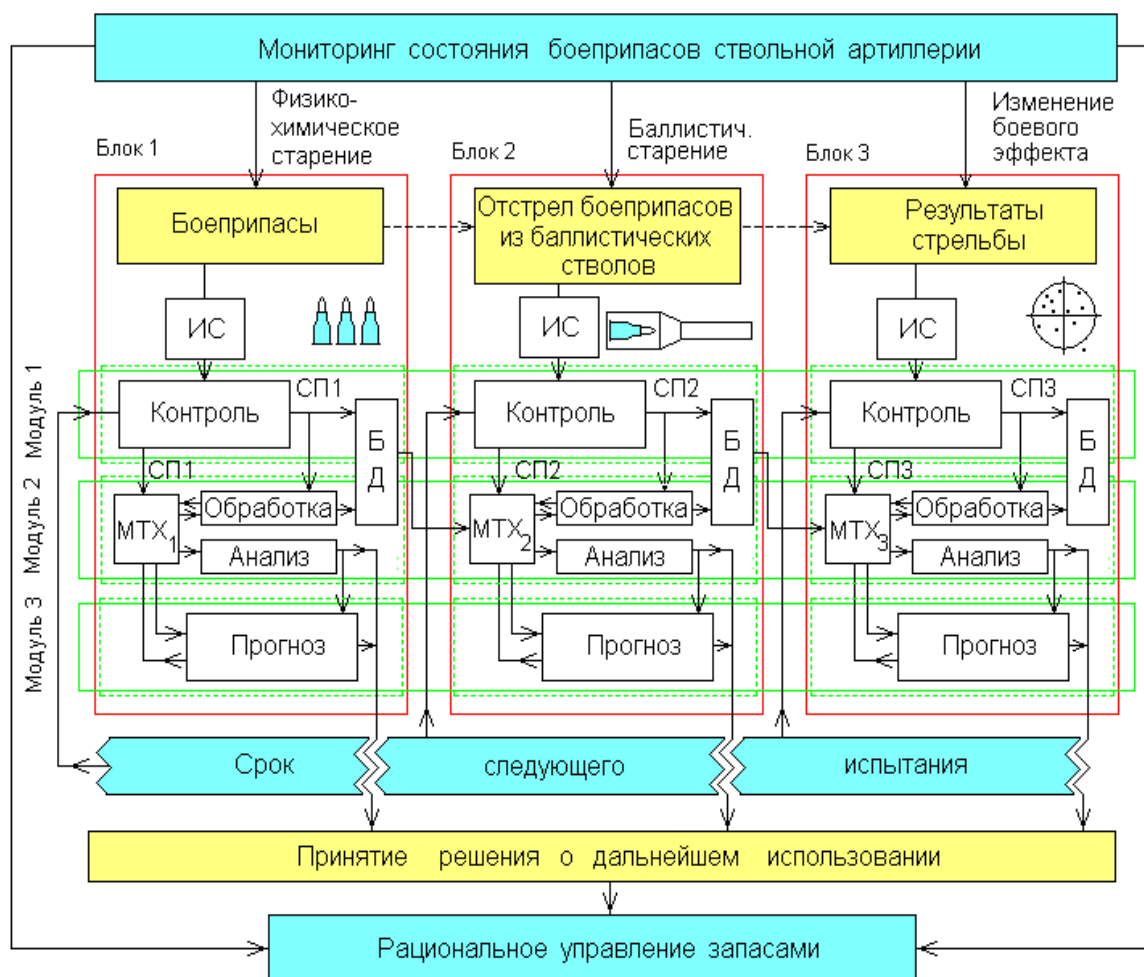 Мониторинг состояния боеприпасов ствольной артиллерии
Физико-
химическое
старение
Баллистич.
старение
Изменение
боевого
эффекта
Блок 1
Блок 2
Блок 3
Боеприпасы
Отстрел боеприпасов
из баллистических
стволов
Результаты
стрельбы
ИС
ИС
ИС
Модуль 1
Контроль
СП1
БД
СП1
Контроль
СП2
БД
СП2
Контроль
СП3
БД
СП3
Модуль 2
МТХ1
Обработка
Анализ
МТХ2
Обработка
Анализ
МТХ3
Обработка
Анализ
Модуль 3
Прогноз
Прогноз
Прогноз
Срок следующего испытания
Принятие решения о дальнейшем использовании
Рациональное управление запасами